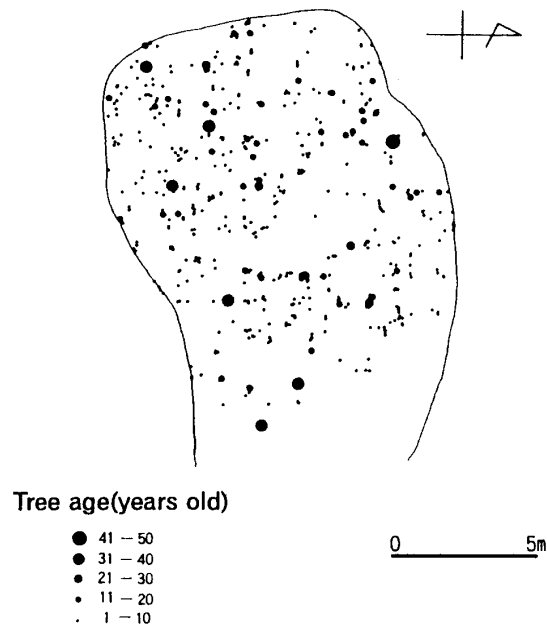 Tree age(years old)
41 – 50
31 – 40
21 – 30
11 – 20
1 – 10
0 5m